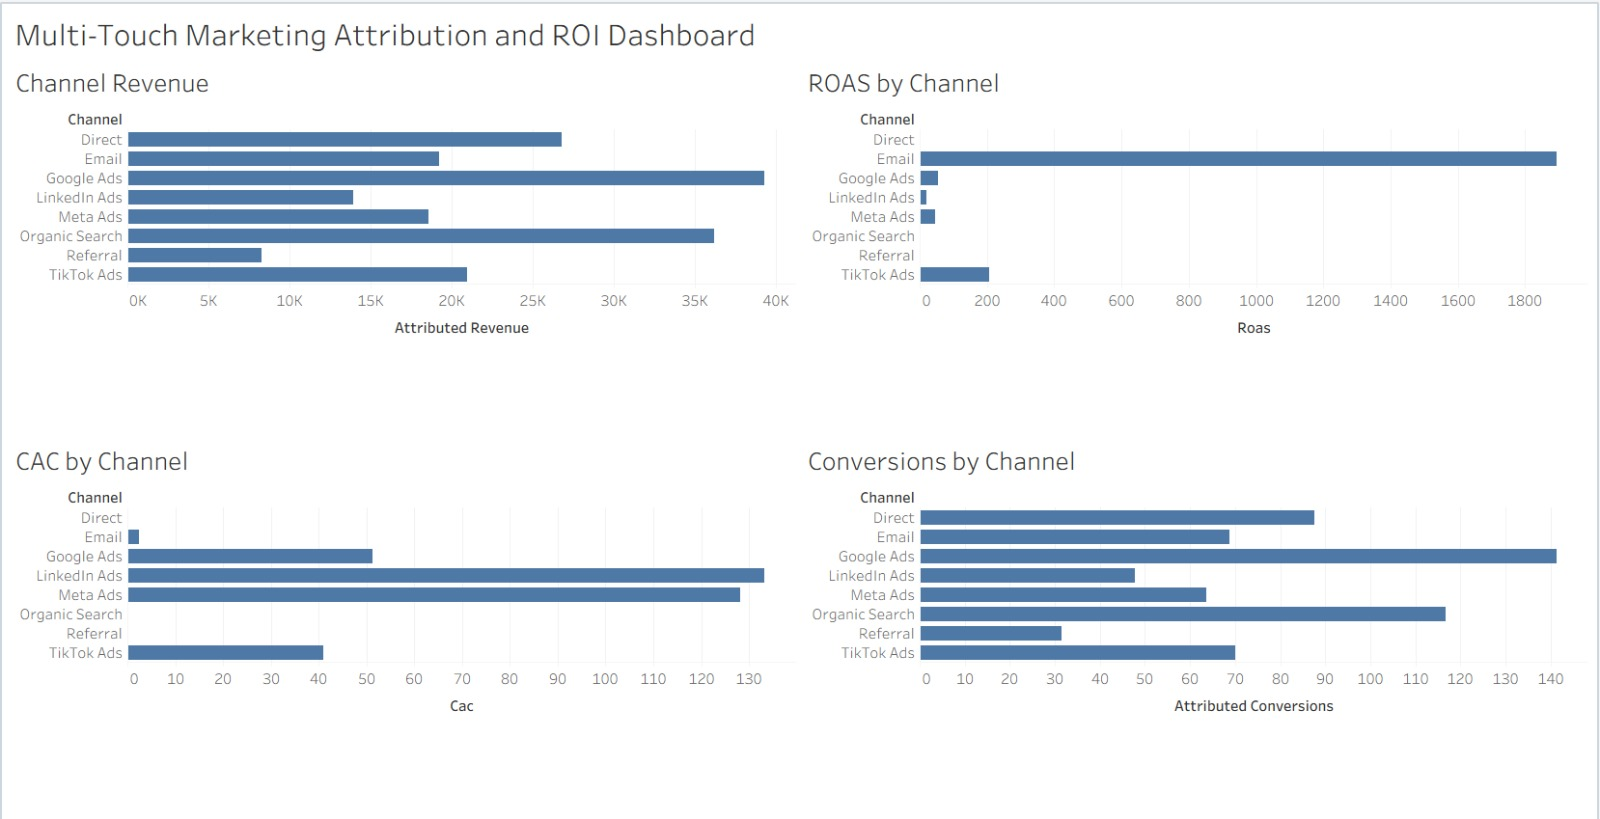 Multi-Touch Marketing Attribution and ROI Dashboard
Channel Revenue
Channel
Direct
Email
Google Ads
LinkedIn Ads
Meta Ads
Organic Search
Referral
TikTok Ads
0K 5K 10K 15K 20K 25K 30K 35K 40K
Attributed Revenue
ROAS by Channel
Channel
Direct
Email
Google Ads
LinkedIn Ads
Meta Ads
Organic Search
Referral
TikTok Ads
0 200 400 600 800 1000 1200 1400 1600 1800
Roas
CAC by Channel
Channel
Direct
Email
Google Ads
LinkedIn Ads
Meta Ads
Organic Search
Referral
TikTok Ads
0 10 20 30 40 50 60 70 80 90 100 110 120 130
Cac
Conversions by Channel
Channel
Direct
Email
Google Ads
LinkedIn Ads
Meta Ads
Organic Search
Referral
TikTok Ads
0 10 20 30 40 50 60 70 80 90 100 110 120 130 140
Attributed Conversions